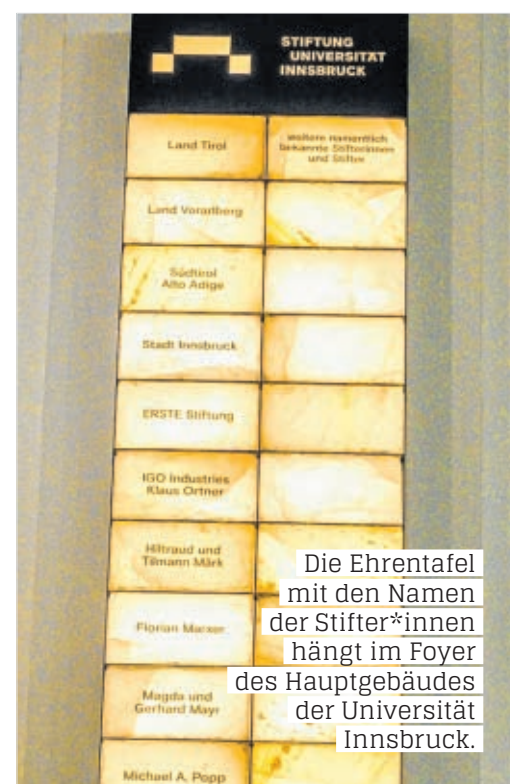 STIFTUNG
UNIVERSITÄT
INNSBRUCK
Land Tirol
weitere namentlich
bekannte Stifterinnen
und Stifter
Land Vorarlberg
Südtirol
Alto Adige
Stadt Innsbruck
ERSTE Stiftung
IGO Industries
Klaus Ortner
Hiltraud und
Tilmann Märk
Florian Marxer
Magda und
Gerhard Mayr
Michael A. Popp
Die Ehrentafel
mit den Namen
der Stifter*innen
hängt im Foyer
des Hauptgebäudes
der Universität
Innsbruck.